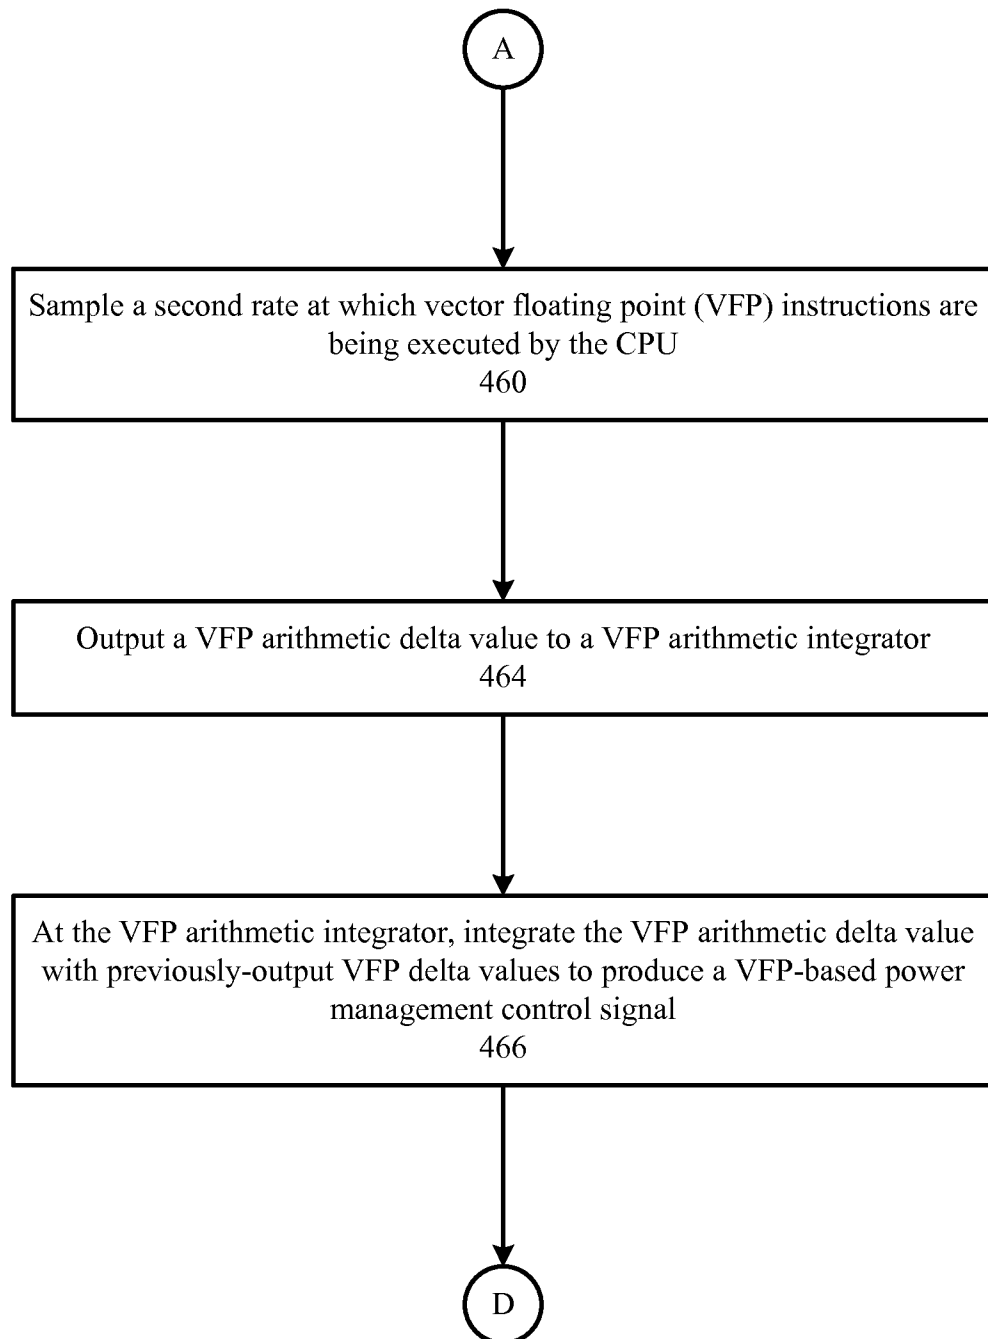 A
Sample a second rate at which vector floating point (VFP) instructions are
being executed by the CPU
460
Output a VFP arithmetic delta value to a VFP arithmetic integrator
464
At the VFP arithmetic integrator, integrate the VFP arithmetic delta value
with previously-output VFP delta values to produce a VFP-based power
management control signal
466
D